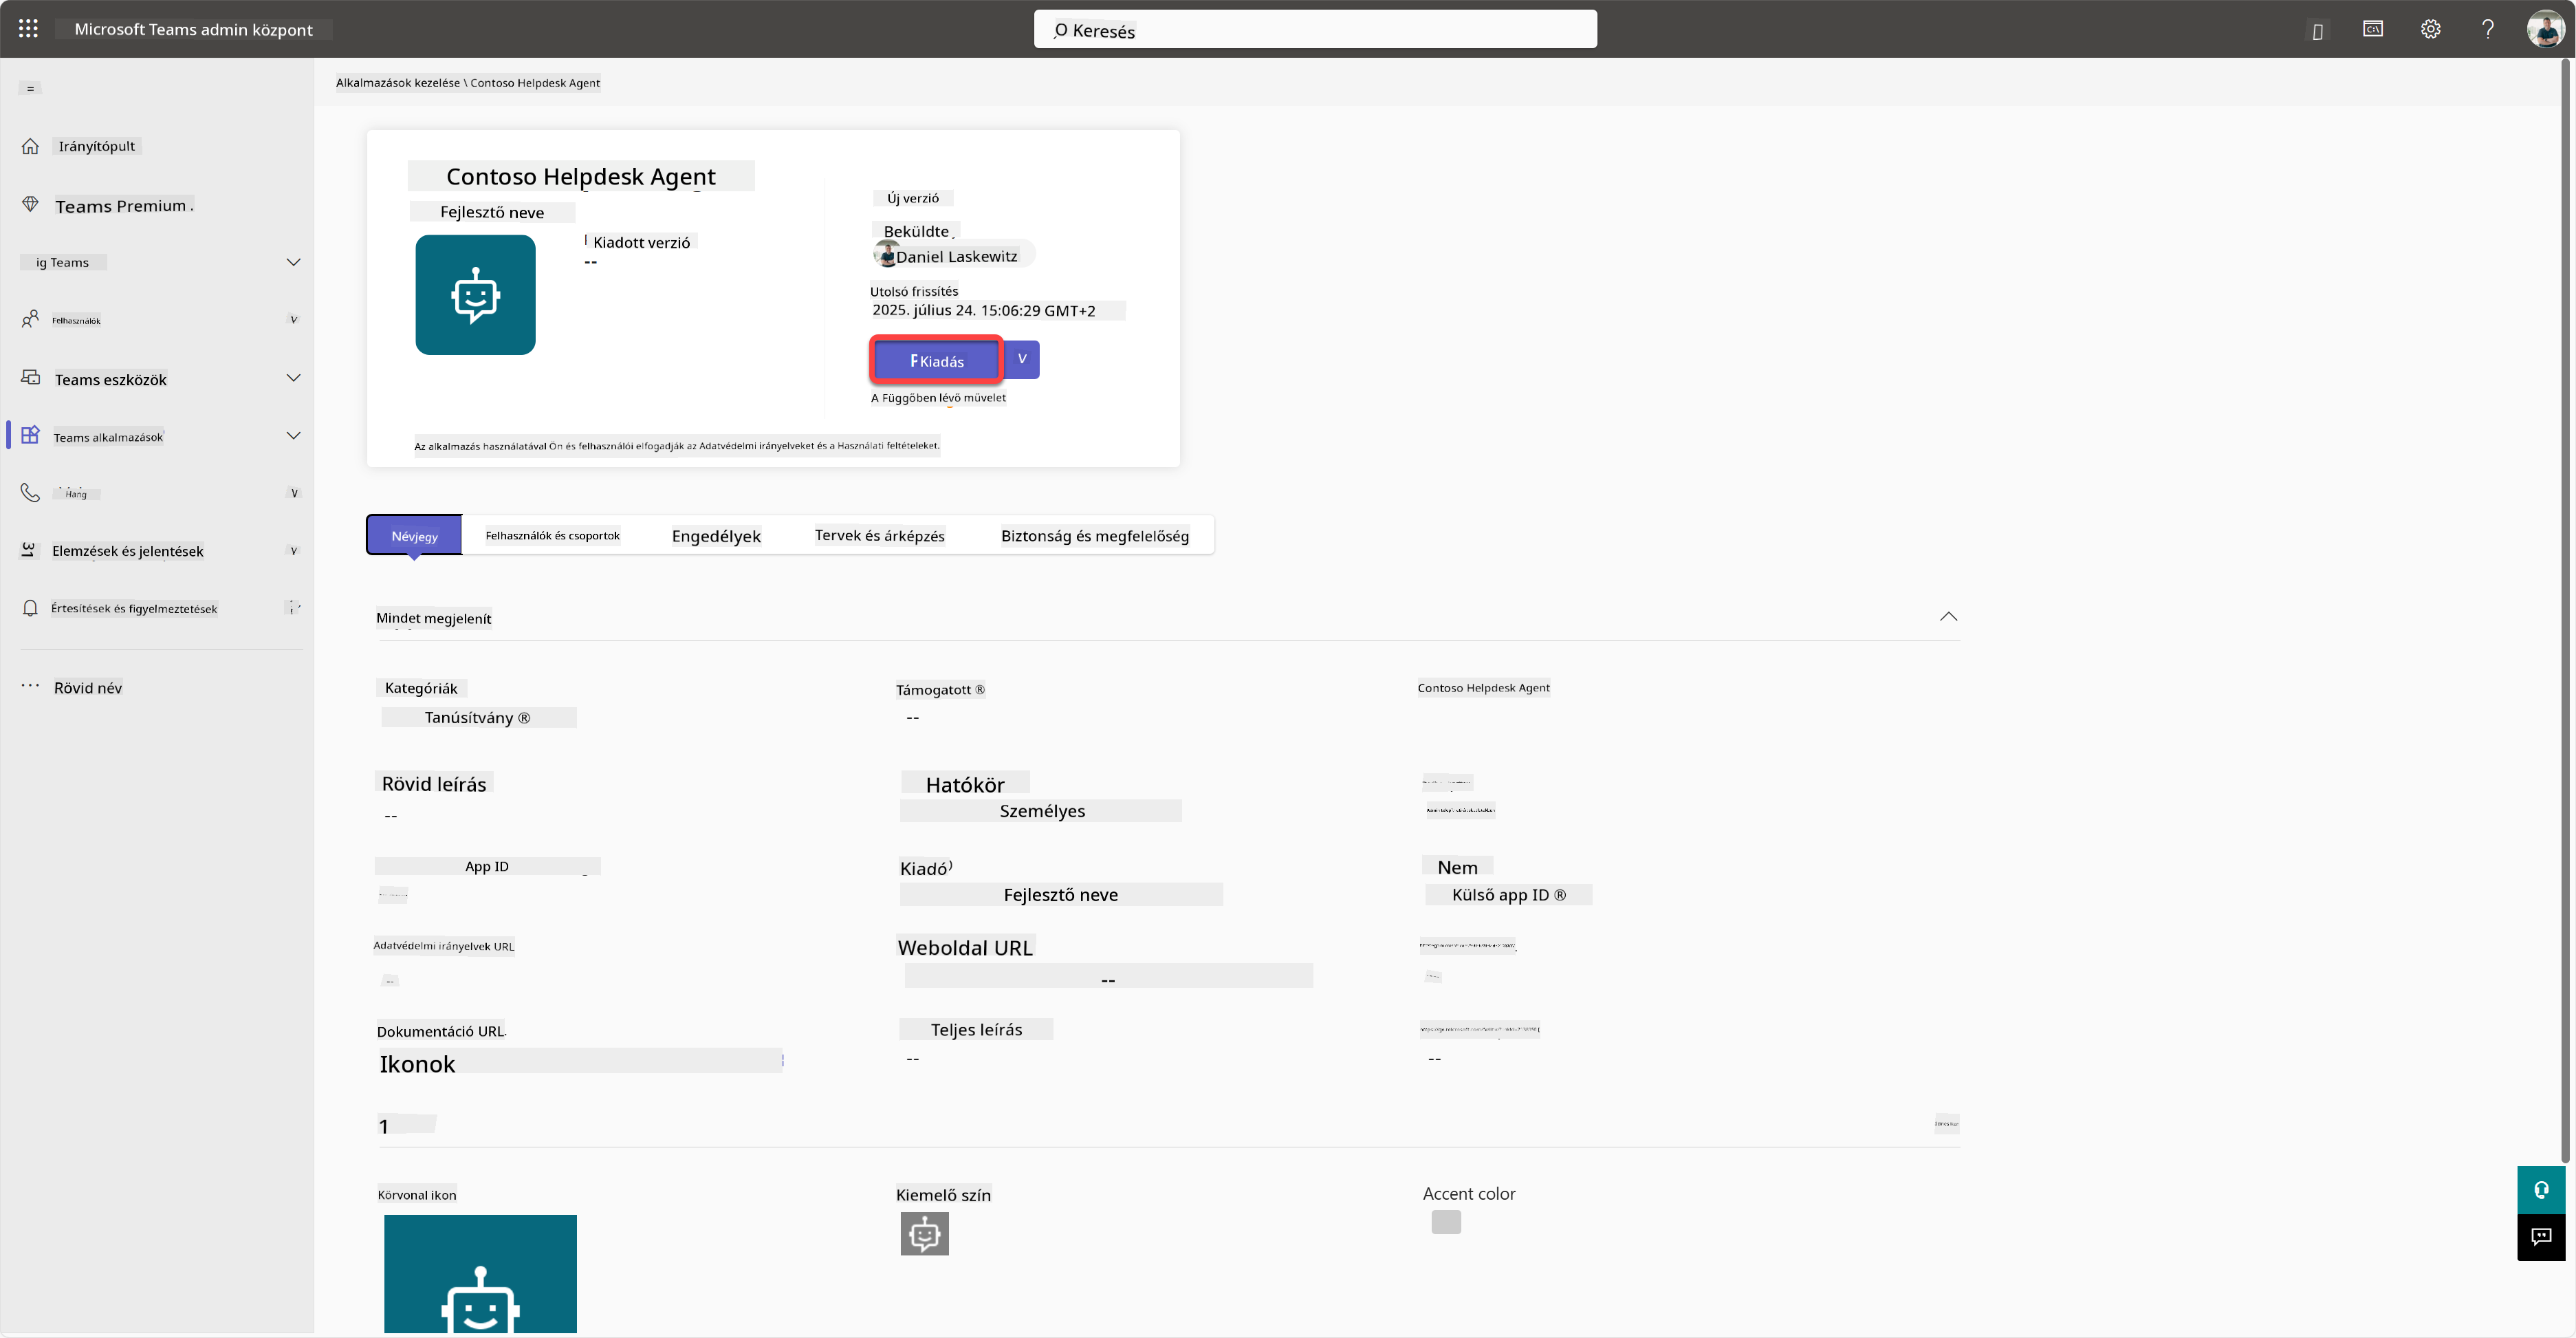 Microsoft Teams admin központ
Keresés
Alkalmazások kezelése \ Contoso Helpdesk Agent
Irányítópult
Teams Premium .
ig Teams
Felhasználók
Teams eszközök
Teams alkalmazások
Hang
Elemzések és jelentések
Értesítések és figyelmeztetések
Rövid név
Contoso Helpdesk Agent
Fejlesztő neve
Kiadott verzió
--
Új verzió
Beküldte
Daniel Laskewitz
Utolsó frissítés
2025. július 24. 15:06:29 GMT+2
Kiadás
A Függőben lévő művelet
Az alkalmazás használatával Ön és felhasználói elfogadják az Adatvédelmi irányelveket és a Használati feltételeket.
Névjegy
Felhasználók és csoportok
Engedélyek
Tervek és árképzés
Biztonság és megfelelőség
Mindet megjelenít
Kategóriák
Támogatott ®
Contoso Helpdesk Agent
Tanúsítvány ®
--
Rövid leírás
Hatókör
--
Személyes
App ID
Kiadó
Nem
Fejlesztő neve
Külső app ID ®
Adatvédelmi irányelvek URL
Weboldal URL
--
--
Dokumentáció URL.
Teljes leírás
Ikonok
--
--
1
Körvonal ikon
Kiemelő szín
Accent color